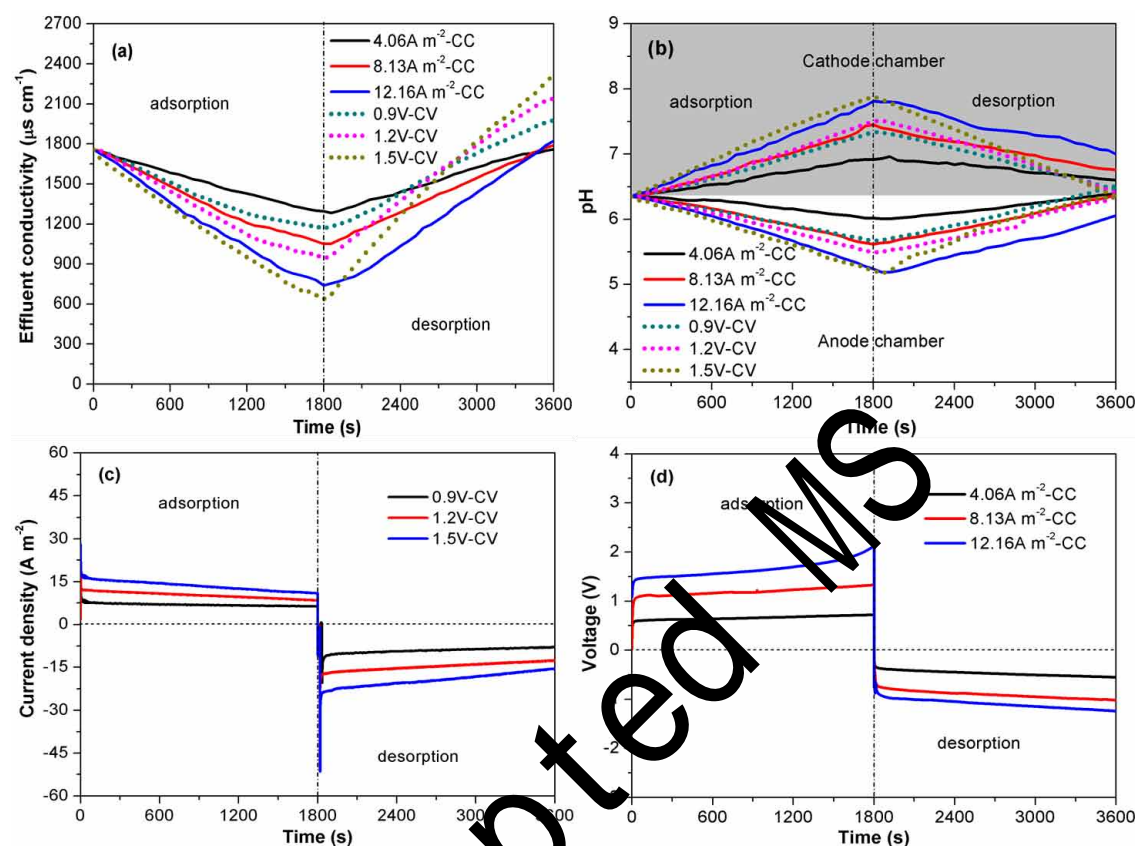 (a)
4.06A m⁻²-CC
8.13A m⁻²-CC
12.16A m⁻²-CC
0.9V-CV
1.2V-CV
1.5V-CV
adsorption
desorption
Effluent conductivity (µs cm⁻¹)
2700
2400
2100
1800
1500
1200
900
600
300
0
0 600 1200 1800 2400 3000 3600
Time (s)
(b)
Cathode chamber
adsorption
desorption
pH
9
8
7
6
5
4
4.06A m⁻²-CC
8.13A m⁻²-CC
12.16A m⁻²-CC
0.9V-CV
1.2V-CV
1.5V-CV
Anode chamber
0 600 1200 1800 2400 3000 3600
Time (s)
(c)
adsorption
0.9V-CV
1.2V-CV
1.5V-CV
desorption
Current density (A m⁻²)
60
45
30
15
0
-15
-30
-45
-60
0 600 1200 1800 2400 3000 3600
Time (s)
(d)
adsorption
4.06A m⁻²-CC
8.13A m⁻²-CC
12.16A m⁻²-CC
desorption
Voltage (V)
4
3
2
1
0
-2
0 600 1200 1800 2400 3000 3600
Time (s)
pted MS